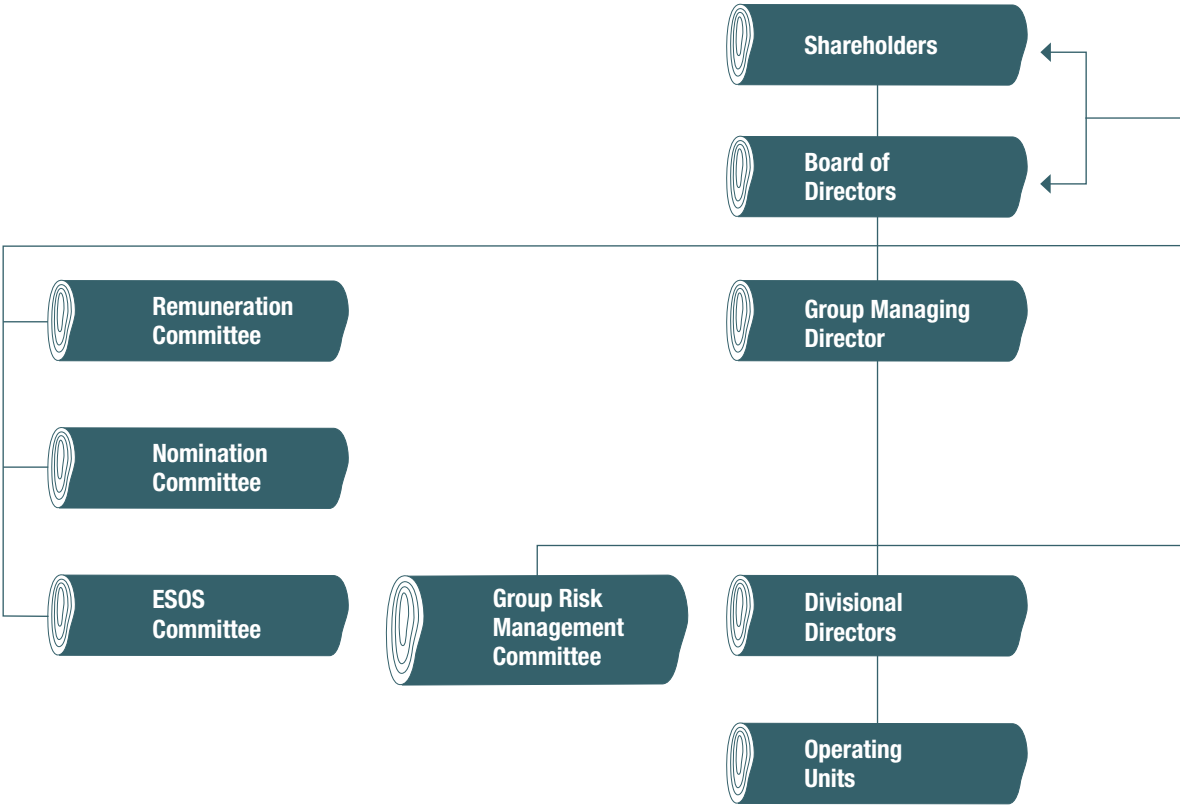 Shareholders
Board of
Directors
Remuneration
Committee
Group Managing
Director
Nomination
Committee
ESOS
Committee
Group Risk
Management
Committee
Divisional
Directors
Operating
Units